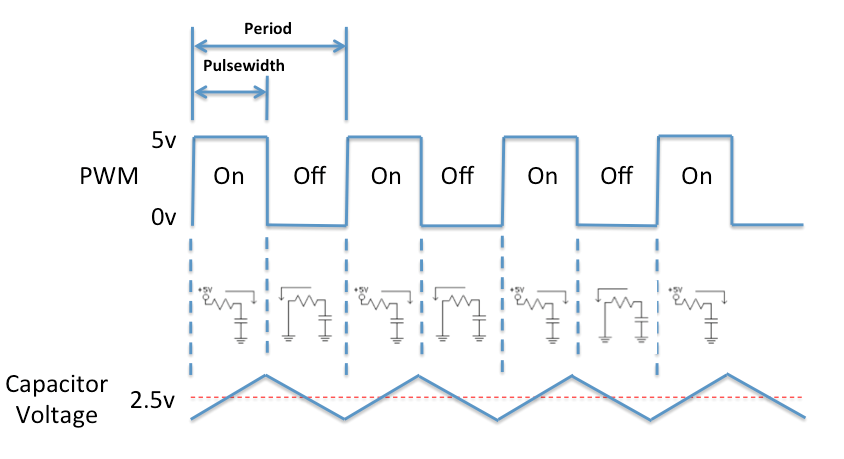 Period
Pulsewidth
5v
PWM
On Off On Off On Off On
0v
+5V +5V +5V +5V
Capacitor
Voltage
2.5v